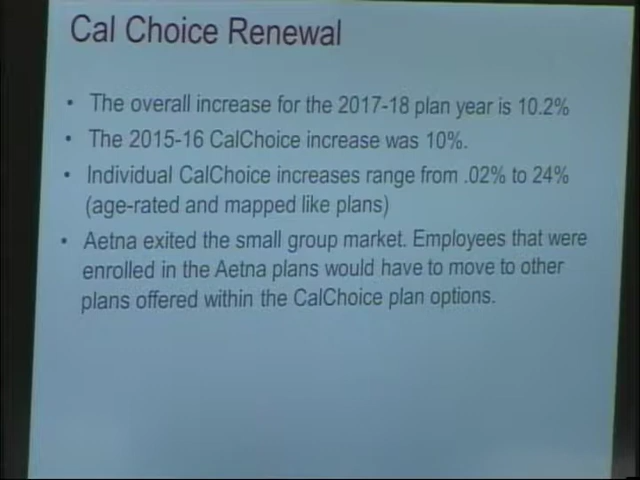 Cal Choice Renewal
• The overall increase for the 2017-18 plan year is 10.2%
• The 2015-16 CalChoice increase was 10%.
• Individual CalChoice increases range from .02% to 24%
(age-rated and mapped like plans)
• Aetna exited the small group market. Employees that were
enrolled in the Aetna plans would have to move to other
plans offered within the CalChoice plan options.